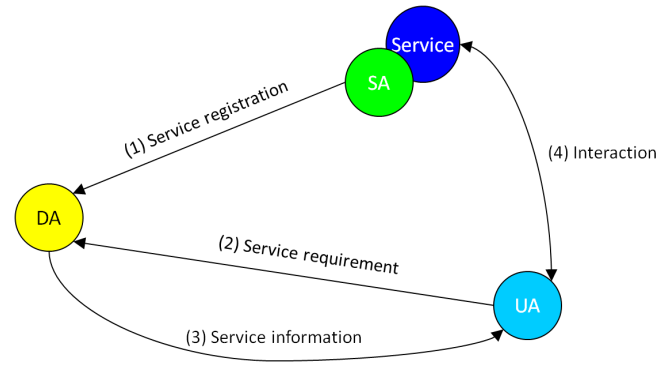 Service
SA
(1) Service registration
(4) Interaction
DA
(2) Service requirement
UA
(3) Service information